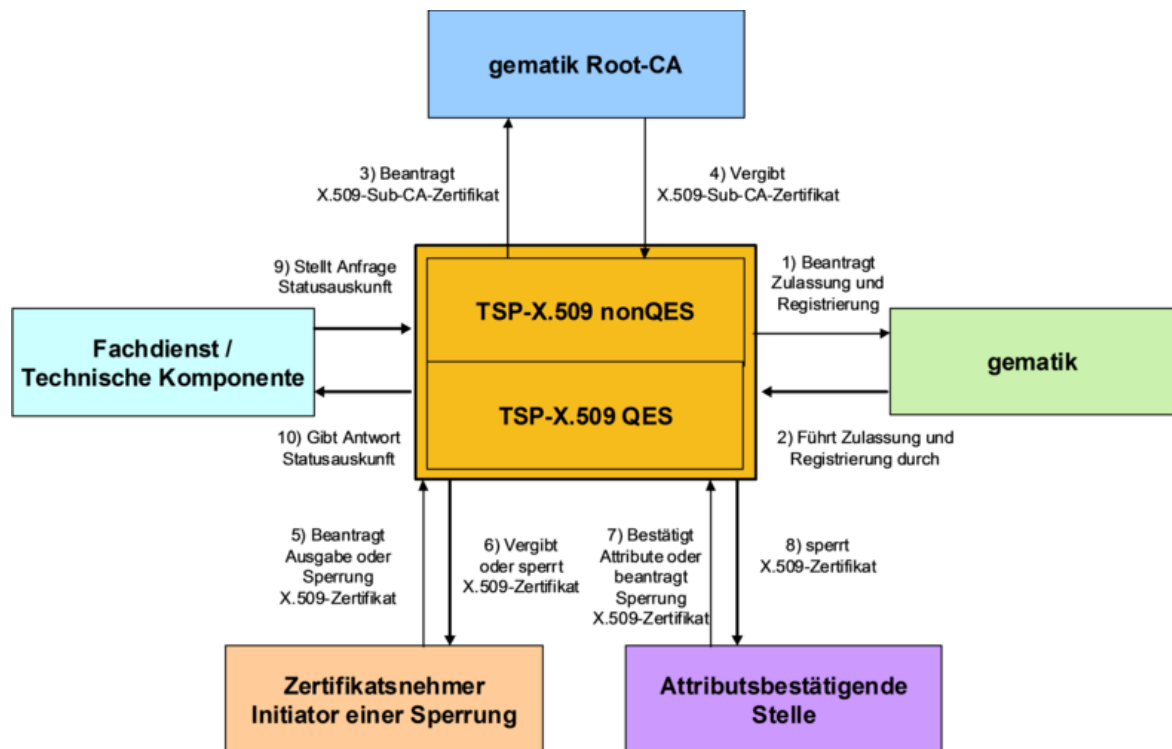 gematik Root-CA
3) Beantragt
X.509-Sub-CA-Zertifikat
4) Vergibt
X.509-Sub-CA-Zertifikat
9) Stellt Anfrage
Statusauskunft
1) Beantragt
Zulassung und
Registrierung
TSP-X.509 nonQES
Fachdienst /
Technische Komponente
gematik
TSP-X.509 QES
10) Gibt Antwort
Statusauskunft
2) Führt Zulassung und
Registrierung durch
5) Beantragt
Ausgabe oder
Sperrung
X.509-Zertifikat
6) Vergibt
oder sperrt
X.509-Zertifikat
7) Bestätigt
Attribute oder
beantragt
Sperrung
X.509-Zertifikat
8) sperrt
X.509-Zertifikat
Zertifikatsnehmer
Initiator einer Sperrung
Attributsbestätigende
Stelle